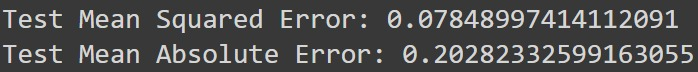 Test Mean Squared Error: 0.07848997414112091
Test Mean Absolute Error: 0.20282332599163055